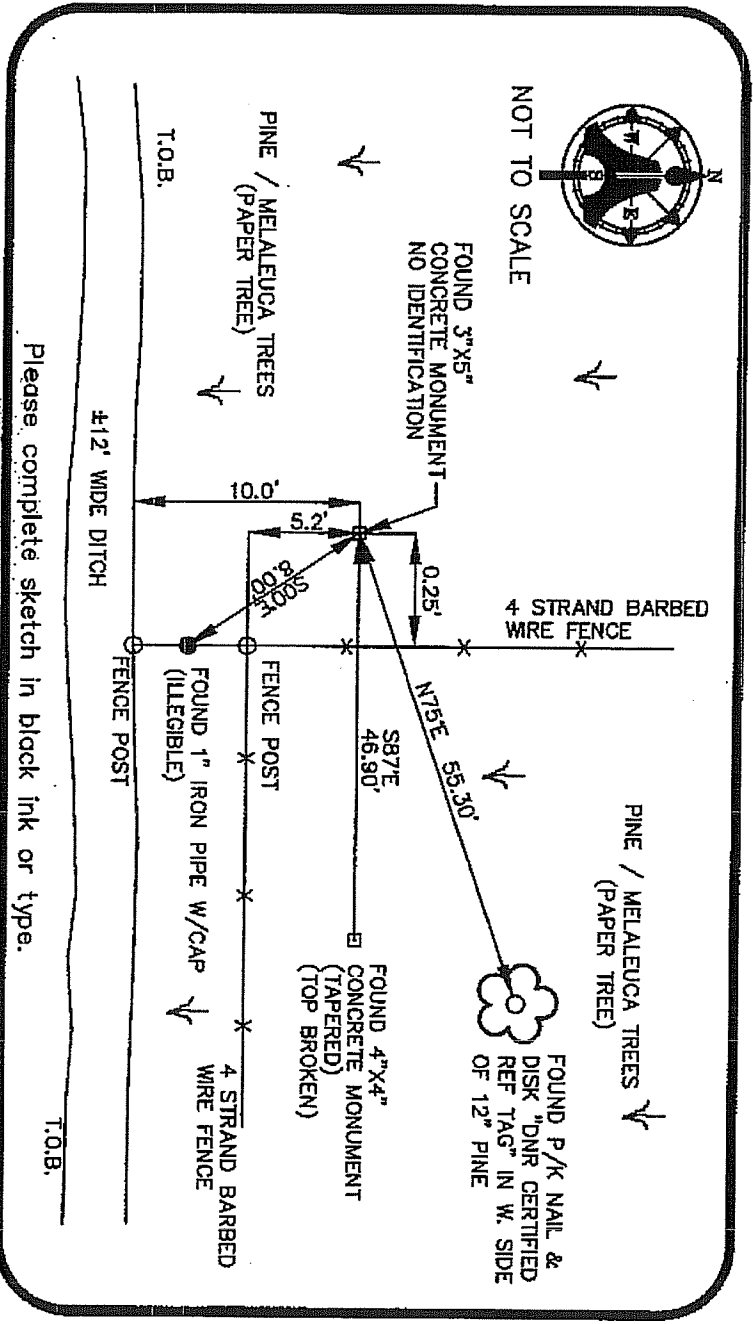 N
W
E
S
NOT TO SCALE
PINE / MELALEUCA TREES
(PAPER TREE)
FOUND P/K NAIL &
DISK "DNR CERTIFIED
REF TAG" IN W. SIDE
OF 12" PINE
4 STRAND BARBED
WIRE FENCE
N75°E 55.30'
FOUND 3"X5"
CONCRETE MONUMENT
NO IDENTIFICATION
0.25'
S87°E
46.90'
FOUND 4"X4"
CONCRETE MONUMENT
(TAPERED)
(TOP BROKEN)
PINE / MELALEUCA TREES
(PAPER TREE)
10.0'
5.2'
S00°E
8.00'
FENCE POST
4 STRAND BARBED
WIRE FENCE
FOUND 1" IRON PIPE W/CAP
(ILLEGIBLE)
T.O.B.
FENCE POST
±12' WIDE DITCH
T.O.B.
Please complete sketch in black ink or type.